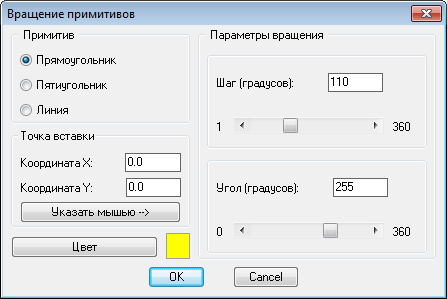 Вращение примитивов
Примитив
Прямоугольник
Пятиугольник
Линия
Точка вставки
Координата X: 0.0
Координата Y: 0.0
Указать мышью -->
Цвет
Параметры вращения
Шаг (градусов): 110
1 360
Угол (градусов): 255
0 360
OK Cancel